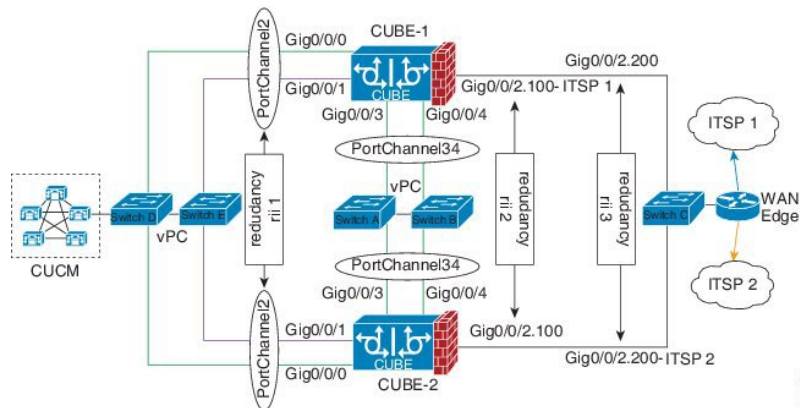 PortChannel2
Gig0/0/0
CUBE-1
Gig0/0/1
CUBE
Gig0/0/3
Gig0/0/4
Gig0/0/2.100-ITSP 1
Gig0/0/2.200
PortChannel34
ITSP 1
redudancy
rii 1
vPC
Switch A
Switch B
redudancy
rii 2
redudancy
rii 3
Switch C
WAN
Edge
Switch D
Switch E
vPC
CUCM
ITSP 2
PortChannel34
Gig0/0/3
Gig0/0/4
PortChannel2
Gig0/0/1
Gig0/0/0
CUBE
CUBE-2
Gig0/0/2.100
Gig0/0/2.200-ITSP 2